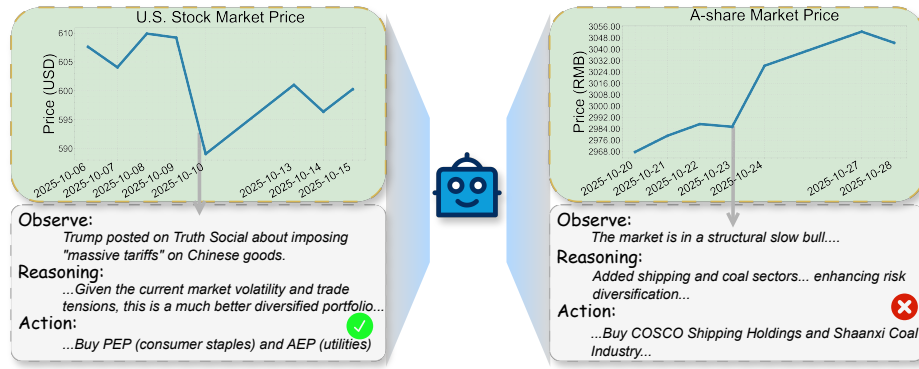 U.S. Stock Market Price
Price (USD)
610
605
600
595
590
2025-10-06
2025-10-07
2025-10-08
2025-10-09
2025-10-10
2025-10-13
2025-10-14
2025-10-15
Observe:
Trump posted on Truth Social about imposing
"massive tariffs" on Chinese goods.
Reasoning:
...Given the current market volatility and trade
tensions, this is a much better diversified portfolio...
Action:
...Buy PEP (consumer staples) and AEP (utilities)
A-share Market Price
Price (RMB)
3056.00
3048.00
3040.00
3032.00
3024.00
3016.00
3008.00
3000.00
2992.00
2984.00
2976.00
2968.00
2025-10-20
2025-10-21
2025-10-22
2025-10-23
2025-10-24
2025-10-27
2025-10-28
Observe:
The market is in a structural slow bull....
Reasoning:
Added shipping and coal sectors... enhancing risk
diversification...
Action:
...Buy COSCO Shipping Holdings and Shaanxi Coal
Industry...